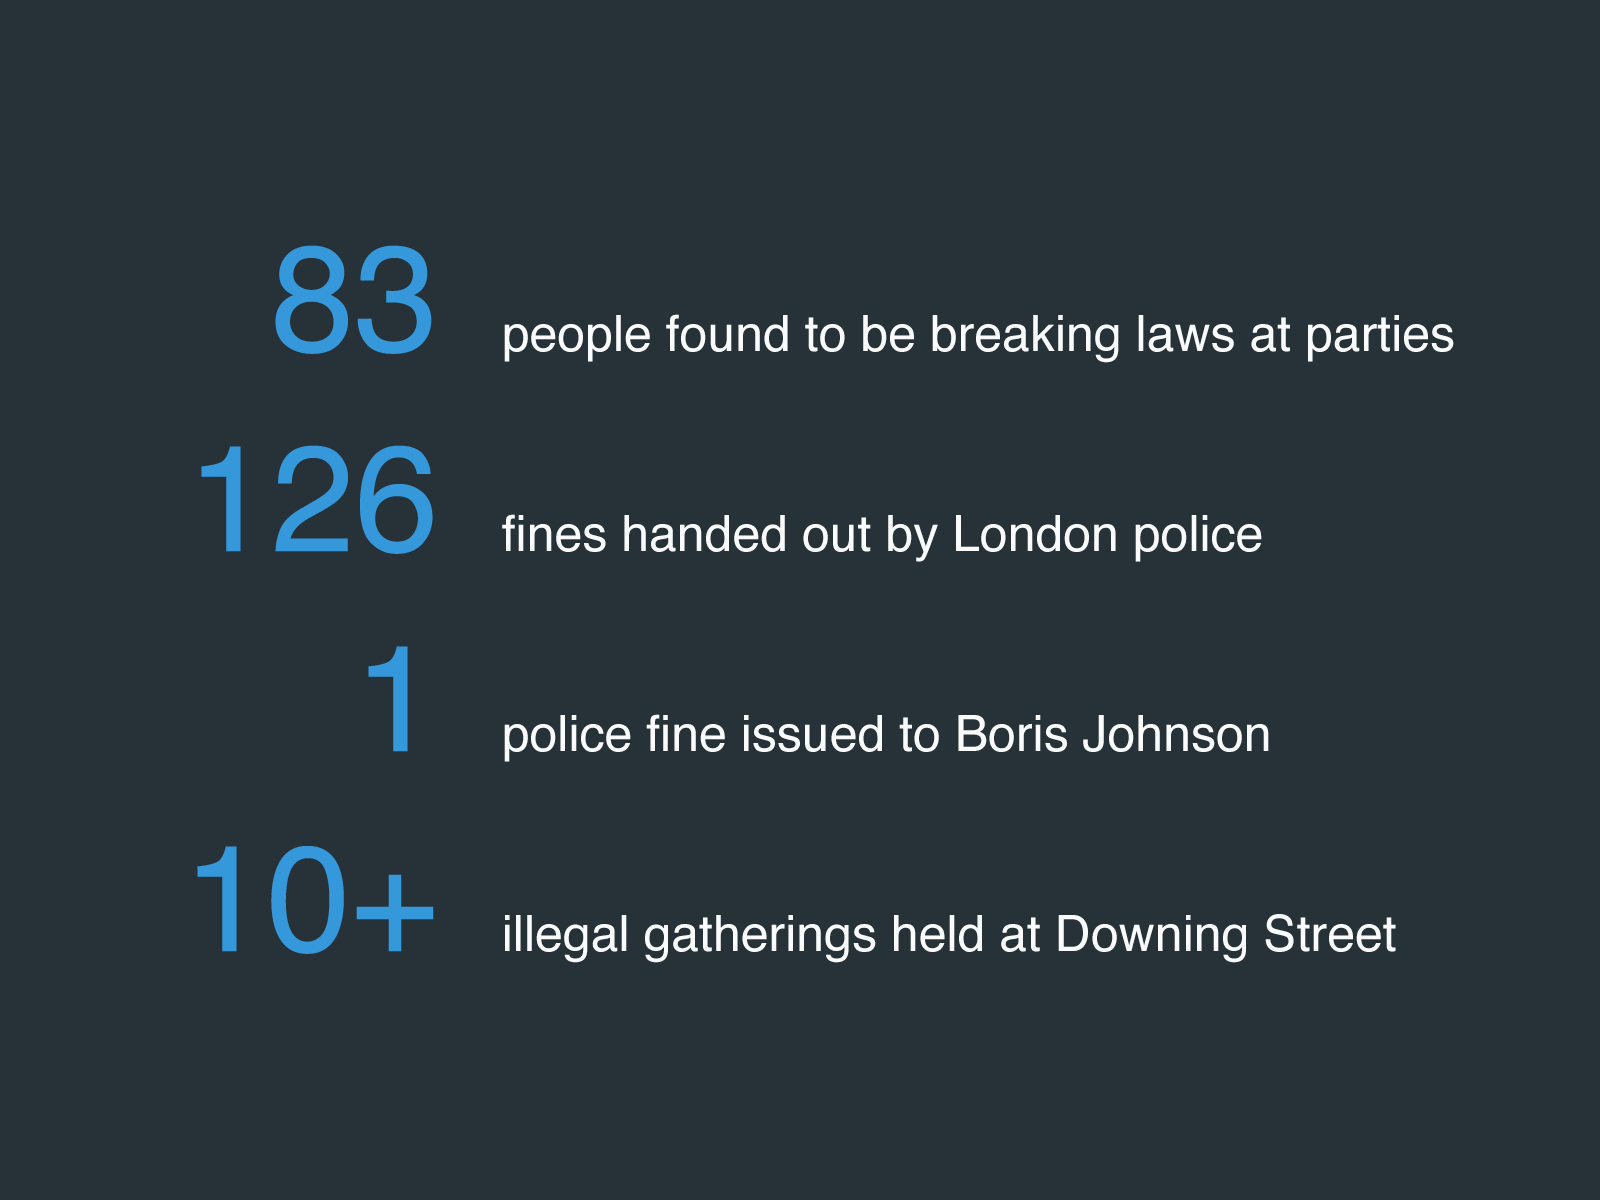 83 people found to be breaking laws at parties
126 fines handed out by London police
1 police fine issued to Boris Johnson
10+ illegal gatherings held at Downing Street